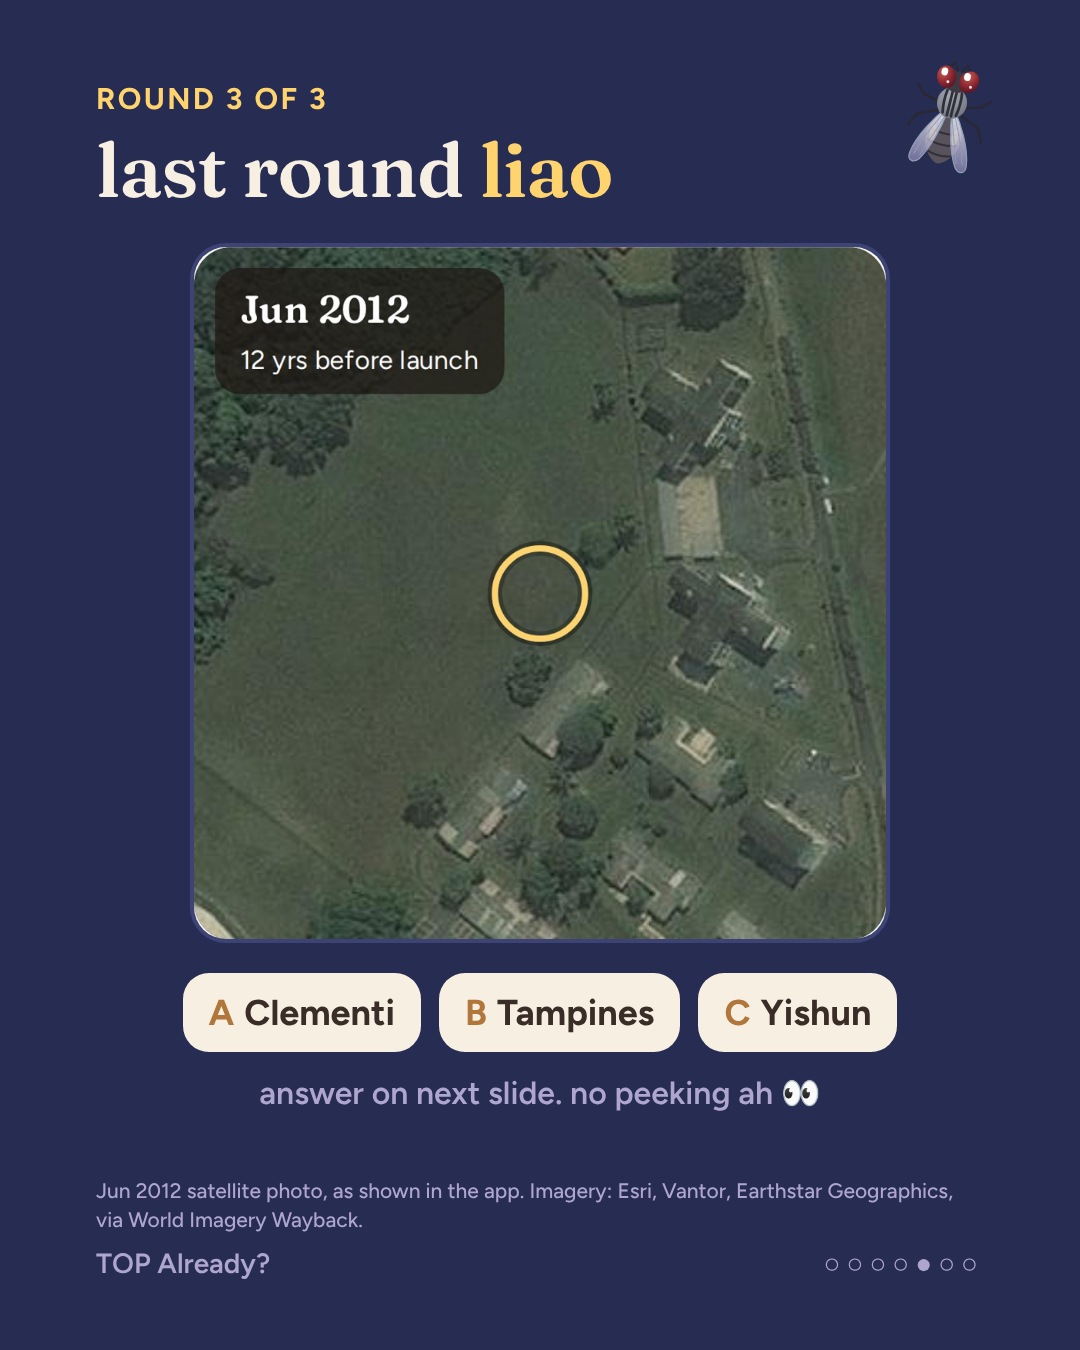 ROUND 3 OF 3
last round liao
Jun 2012
12 yrs before launch
A Clementi
B Tampines
C Yishun
answer on next slide. no peeking ah 👀
Jun 2012 satellite photo, as shown in the app. Imagery: Esri, Vantor, Earthstar Geographics,
via World Imagery Wayback.
TOP Already?